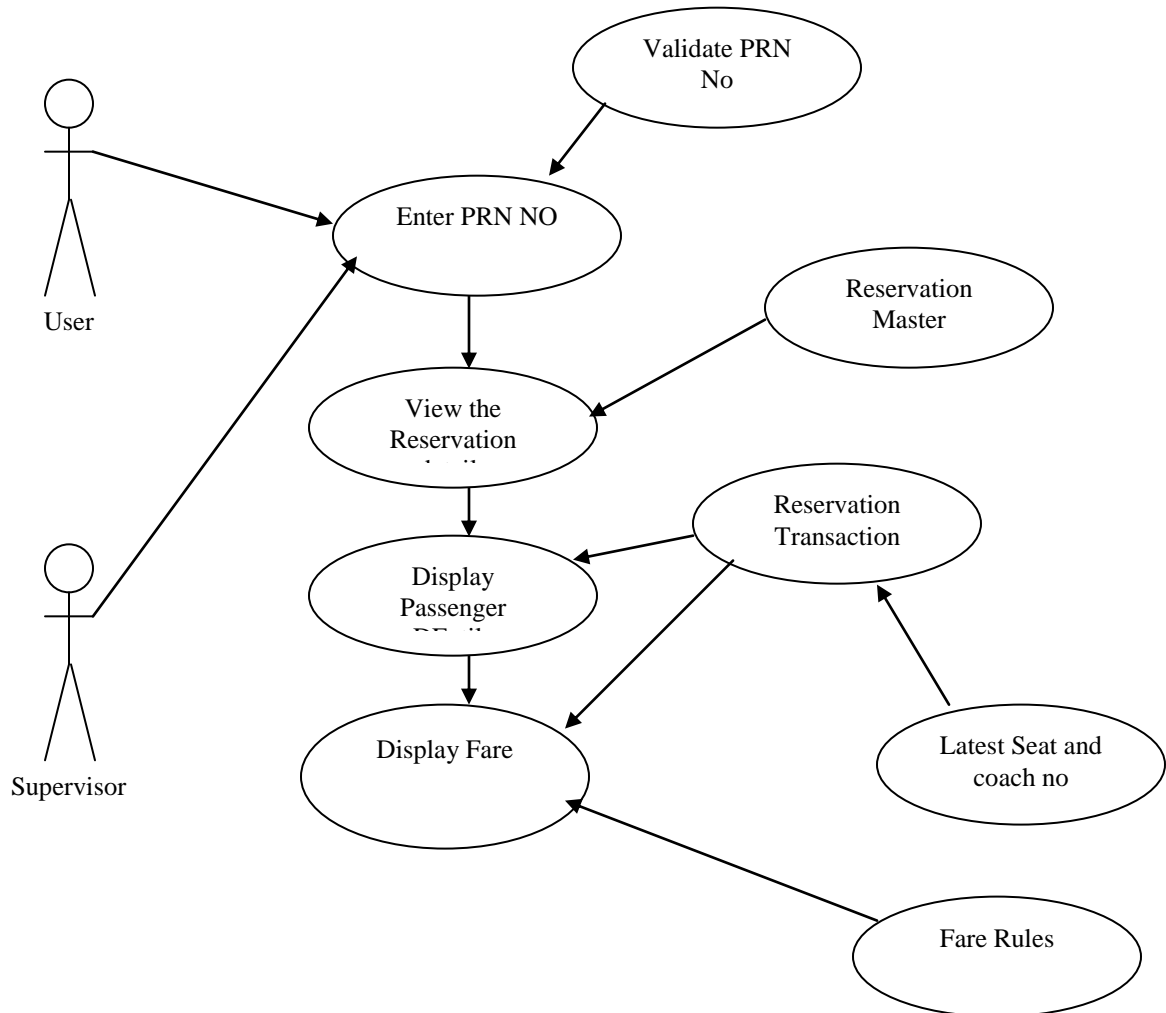 Validate PRN
No
Enter PRN NO
User
Reservation
Master
View the
Reservation
Reservation
Transaction
Display
Passenger
Supervisor
Display Fare
Latest Seat and
coach no
Fare Rules